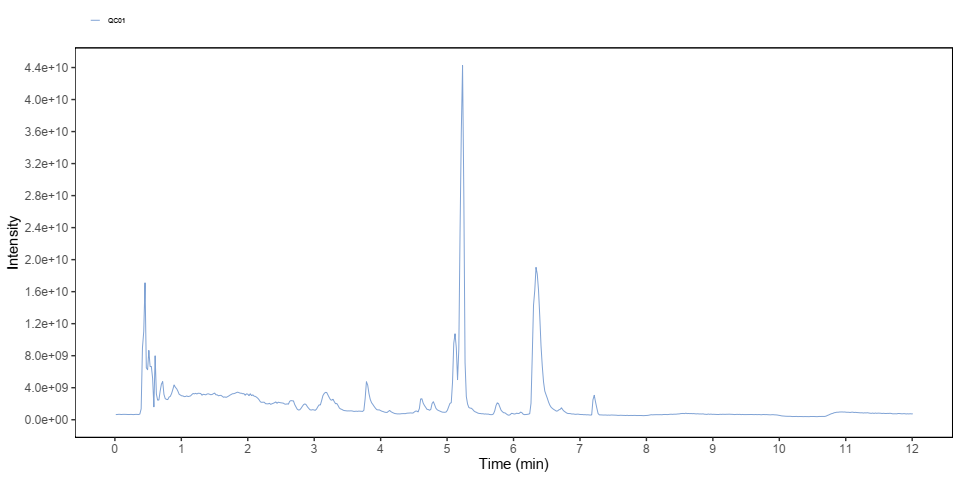 QC01
Intensity
4.4e+10
4.0e+10
3.6e+10
3.2e+10
2.8e+10
2.4e+10
2.0e+10
1.6e+10
1.2e+10
8.0e+09
4.0e+09
0.0e+00
0 1 2 3 4 5 6 7 8 9 10 11 12
Time (min)